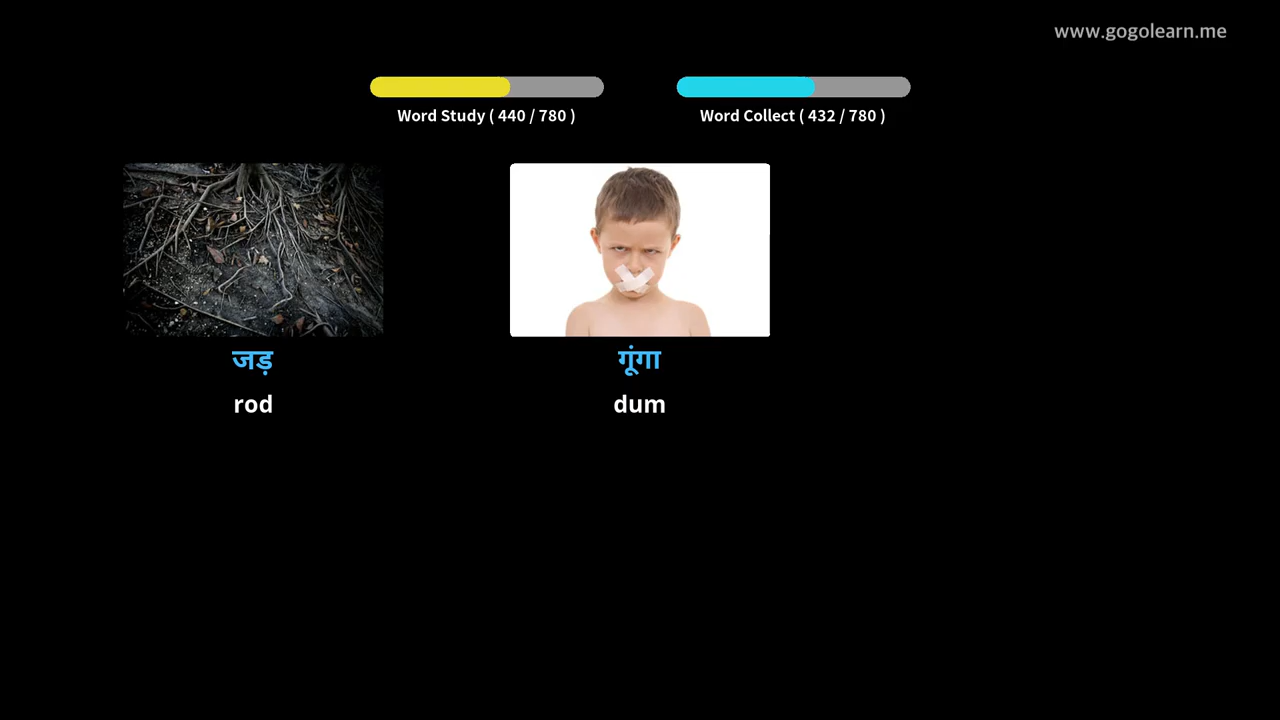 www.gogolearn.me
Word Study ( 440 / 780 )
Word Collect ( 432 / 780 )
जड़
गूंगा
rod
dum